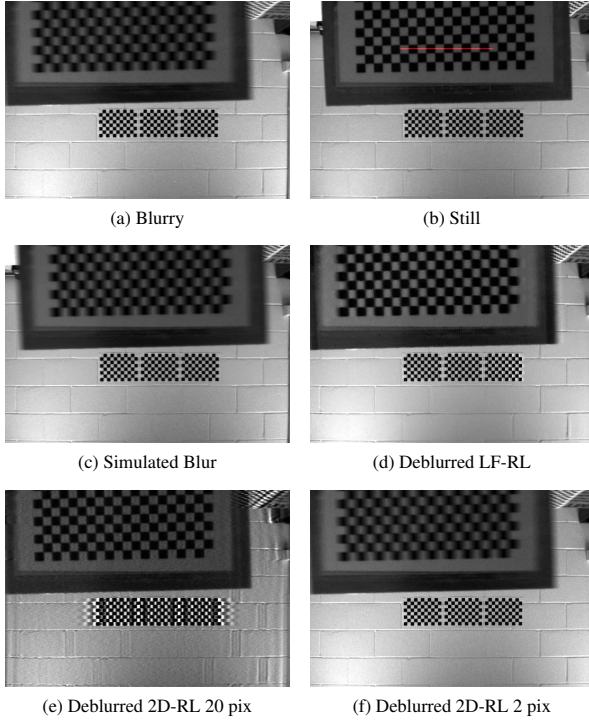 (a) Blurry
(b) Still
(c) Simulated Blur
(d) Deblurred LF-RL
(e) Deblurred 2D-RL 20 pix
(f) Deblurred 2D-RL 2 pix